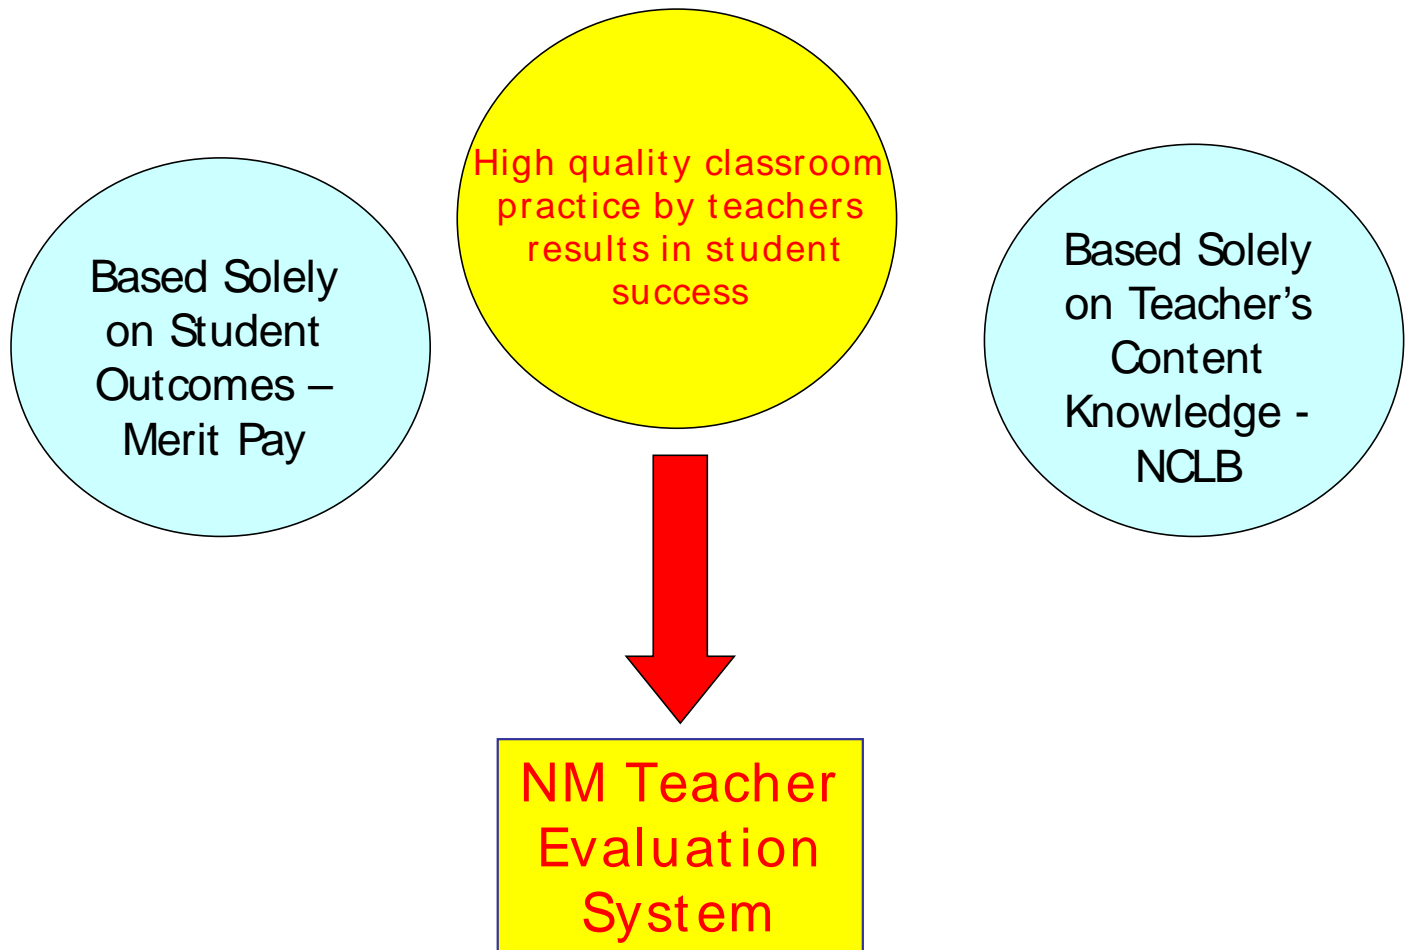 High quality classroom
practice by teachers
results in student
success
Based Solely
on Student
Outcomes –
Merit Pay
Based Solely
on Teacher’s
Content
Knowledge -
NCLB
NM Teacher
Evaluation
System